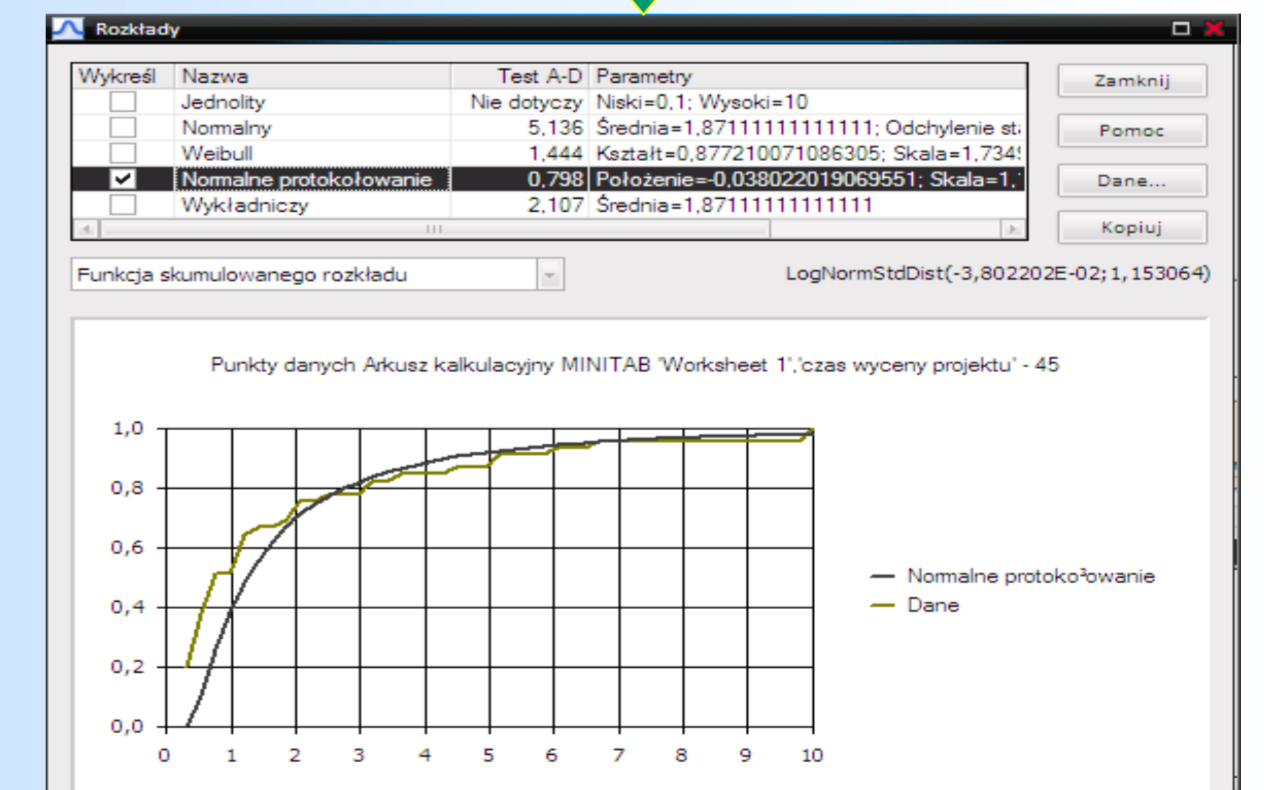 Rozkłady
Wykreśl Nazwa Test A-D Parametry
Jednolity Nie dotyczy Niski=0,1; Wysoki=10
Normalny 5,136 Średnia=1,87111111111111; Odchylenie sta
Weibull 1,444 Kształt=0,877210071086305; Skala=1,7349
Normalne protokołowanie 0,798 Położenie=-0,038022019069551; Skala=1,
Wykładniczy 2,107 Średnia=1,87111111111111
Zamknij
Pomoc
Dane...
Kopiuj
Funkcja skumulowanego rozkładu
LogNormStdDist(-3,802202E-02;1,153064)
Punkty danych Arkusz kalkulacyjny MINITAB "Worksheet 1","czas wyceny projektu" - 45
1,0
0,8
0,6
0,4
0,2
0,0
0 1 2 3 4 5 6 7 8 9 10
Normalne protoko³owanie
Dane